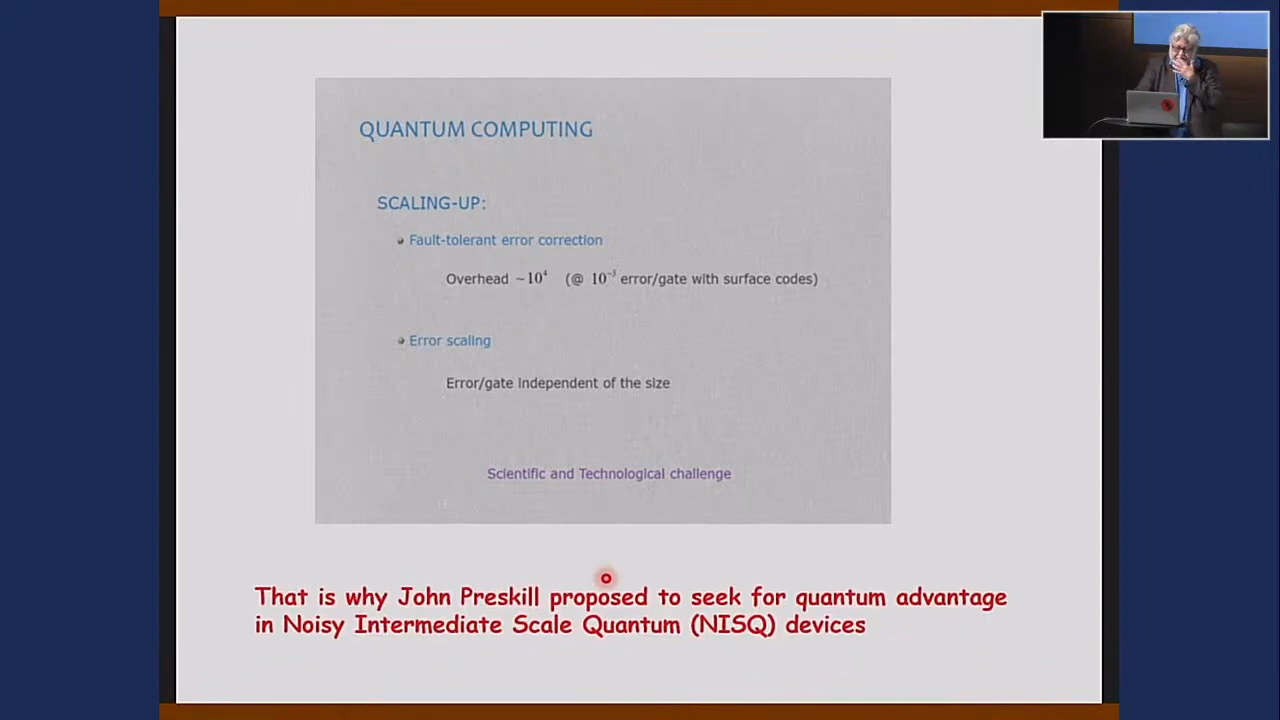 QUANTUM COMPUTING
SCALING-UP:
Fault-tolerant error correction
Overhead ~10⁴ (@ 10⁻³ error/gate with surface codes)
Error scaling
Error/gate independent of the size
Scientific and Technological challenge
That is why John Preskill proposed to seek for quantum advantage
in Noisy Intermediate Scale Quantum (NISQ) devices